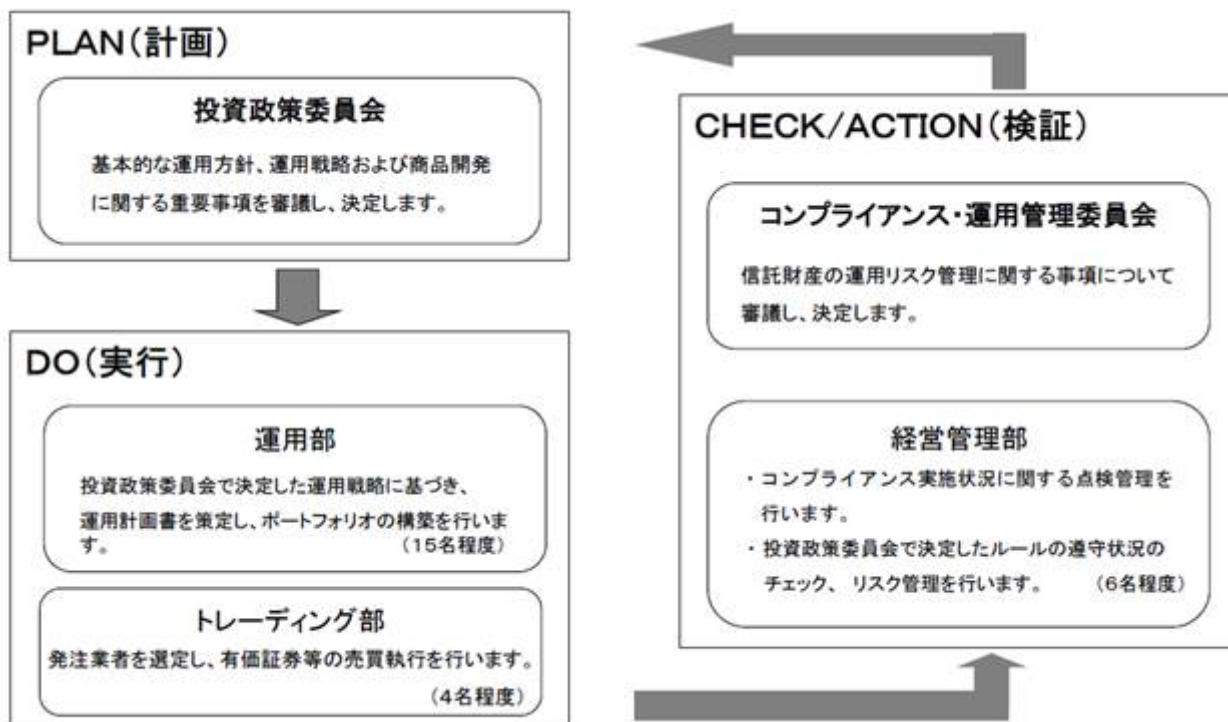 PLAN(計画)
投資政策委員会
基本的な運用方針、運用戦略および商品開発
に関する重要事項を審議し、決定します。
DO(実行)
運用部
投資政策委員会で決定した運用戦略に基づき、
運用計画書を策定し、ポートフォリオの構築を行いま
す。 (15名程度)
トレーディング部
発注業者を選定し、有価証券等の売買執行を行います。
(4名程度)
CHECK/ACTION(検証)
コンプライアンス・運用管理委員会
信託財産の運用リスク管理に関する事項について
審議し、決定します。
経営管理部
・コンプライアンス実施状況に関する点検管理を
行います。
・投資政策委員会で決定したルールの遵守状況の
チェック、 リスク管理を行います。 (6名程度)